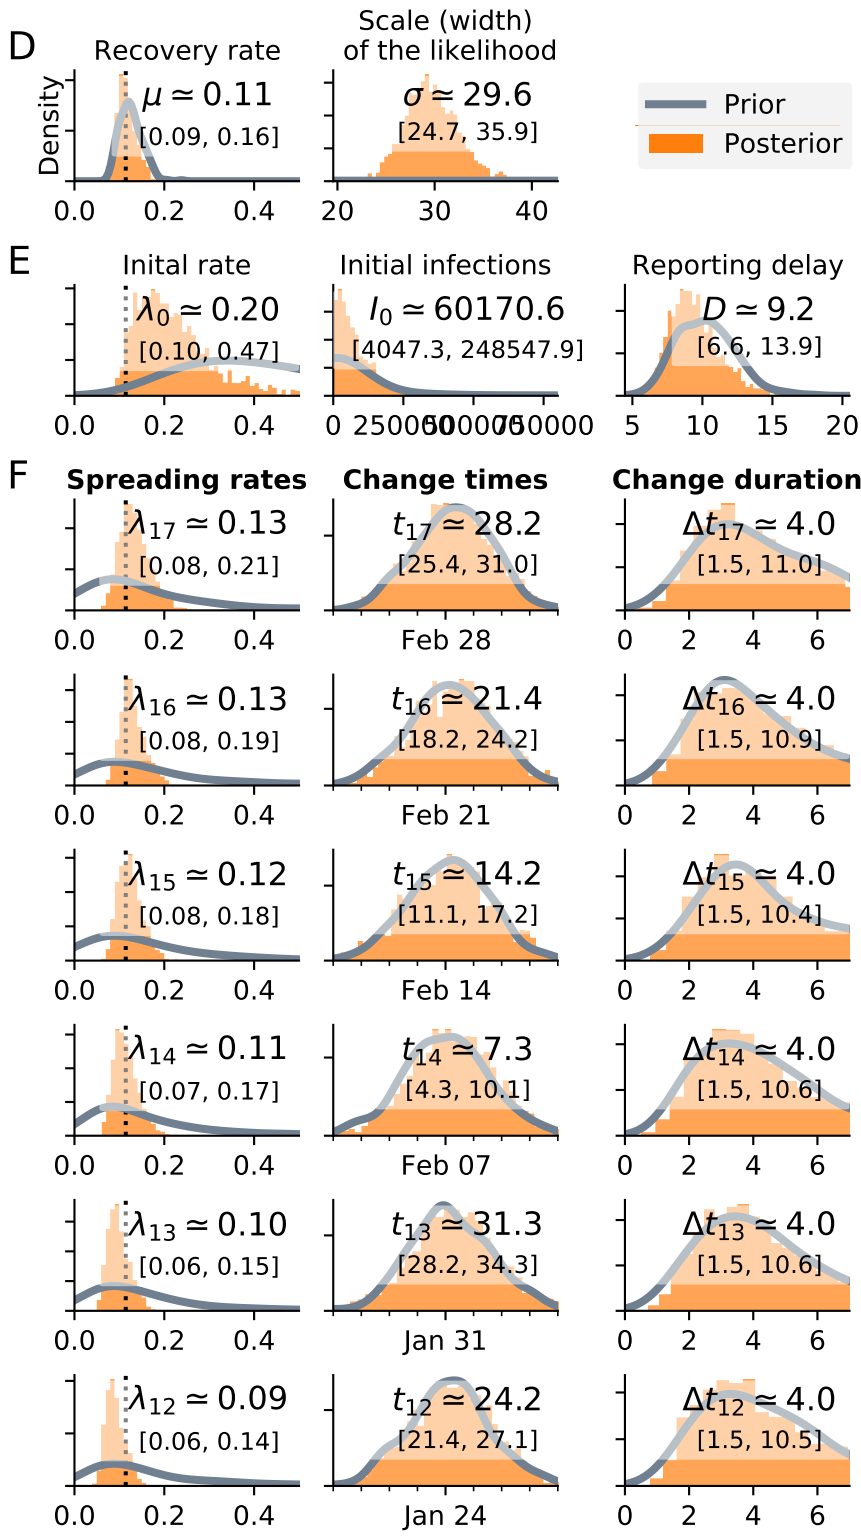 D
Recovery rate
Scale (width)
of the likelihood
Density
μ ≃ 0.11
[0.09, 0.16]
0.0 0.2 0.4
σ ≃ 29.6
[24.7, 35.9]
20 30 40
Prior
Posterior
E
Inital rate
λ0 ≃ 0.20
[0.10, 0.47]
0.0 0.2 0.4
Initial infections
I0 ≃ 60170.6
[4047.3, 248547.9]
0 250000 500000 750000
Reporting delay
D ≃ 9.2
[6.6, 13.9]
5 10 15 20
F
Spreading rates Change times Change duration
λ17 ≃ 0.13
[0.08, 0.21]
0.0 0.2 0.4
t17 ≃ 28.2
[25.4, 31.0]
Feb 28
Δt17 ≃ 4.0
[1.5, 11.0]
0 2 4 6
λ16 ≃ 0.13
[0.08, 0.19]
0.0 0.2 0.4
t16 ≃ 21.4
[18.2, 24.2]
Feb 21
Δt16 ≃ 4.0
[1.5, 10.9]
0 2 4 6
λ15 ≃ 0.12
[0.08, 0.18]
0.0 0.2 0.4
t15 ≃ 14.2
[11.1, 17.2]
Feb 14
Δt15 ≃ 4.0
[1.5, 10.4]
0 2 4 6
λ14 ≃ 0.11
[0.07, 0.17]
0.0 0.2 0.4
t14 ≃ 7.3
[4.3, 10.1]
Feb 07
Δt14 ≃ 4.0
[1.5, 10.6]
0 2 4 6
λ13 ≃ 0.10
[0.06, 0.15]
0.0 0.2 0.4
t13 ≃ 31.3
[28.2, 34.3]
Jan 31
Δt13 ≃ 4.0
[1.5, 10.6]
0 2 4 6
λ12 ≃ 0.09
[0.06, 0.14]
0.0 0.2 0.4
t12 ≃ 24.2
[21.4, 27.1]
Jan 24
Δt12 ≃ 4.0
[1.5, 10.5]
0 2 4 6